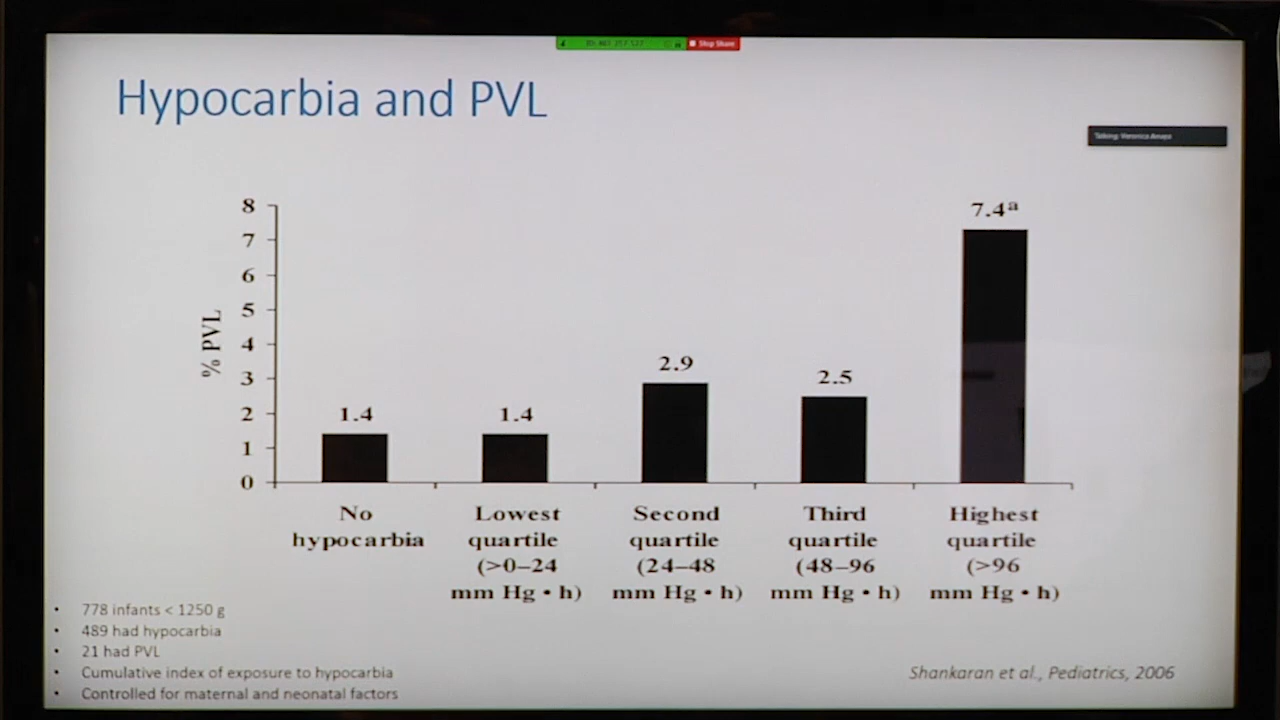 Stop Share
Hypocarbia and PVL
Talking: Veronica
8
7
6
5
4
3
2
1
0
% PVL
1.4
1.4
2.9
2.5
7.4ª
No
hypocarbia
Lowest
quartile
(>0–24
mm Hg • h)
Second
quartile
(24–48
mm Hg • h)
Third
quartile
(48–96
mm Hg • h)
Highest
quartile
(>96
mm Hg • h)
• 778 infants < 1250 g
• 489 had hypocarbia
• 21 had PVL
• Cumulative index of exposure to hypocarbia
• Controlled for maternal and neonatal factors
Shankaran et al., Pediatrics, 2006